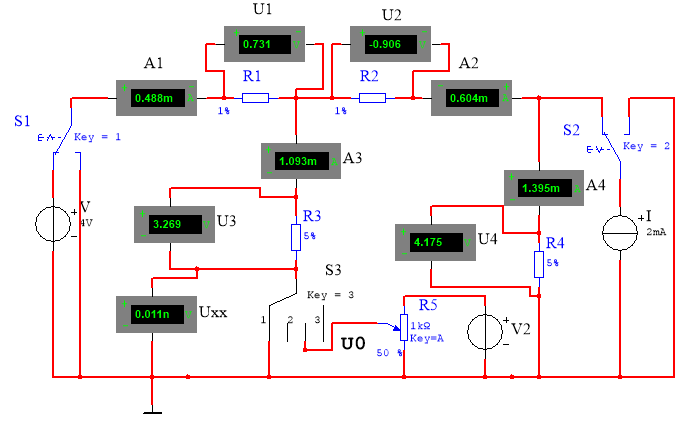 U1
U2
0.731
-0.906
A1
R1
R2
A2
0.488m
1%
1%
0.604m
S1
Key = 1
S2
Key = 2
A3
1.093m
A4
1.395m
V
4V
3.269
U3
R3
5%
4.175
U4
R4
5%
I
2mA
S3
Key = 3
0.011n
Uxx
1
2
3
R5
1kΩ
Key=A
50 %
U0
V2